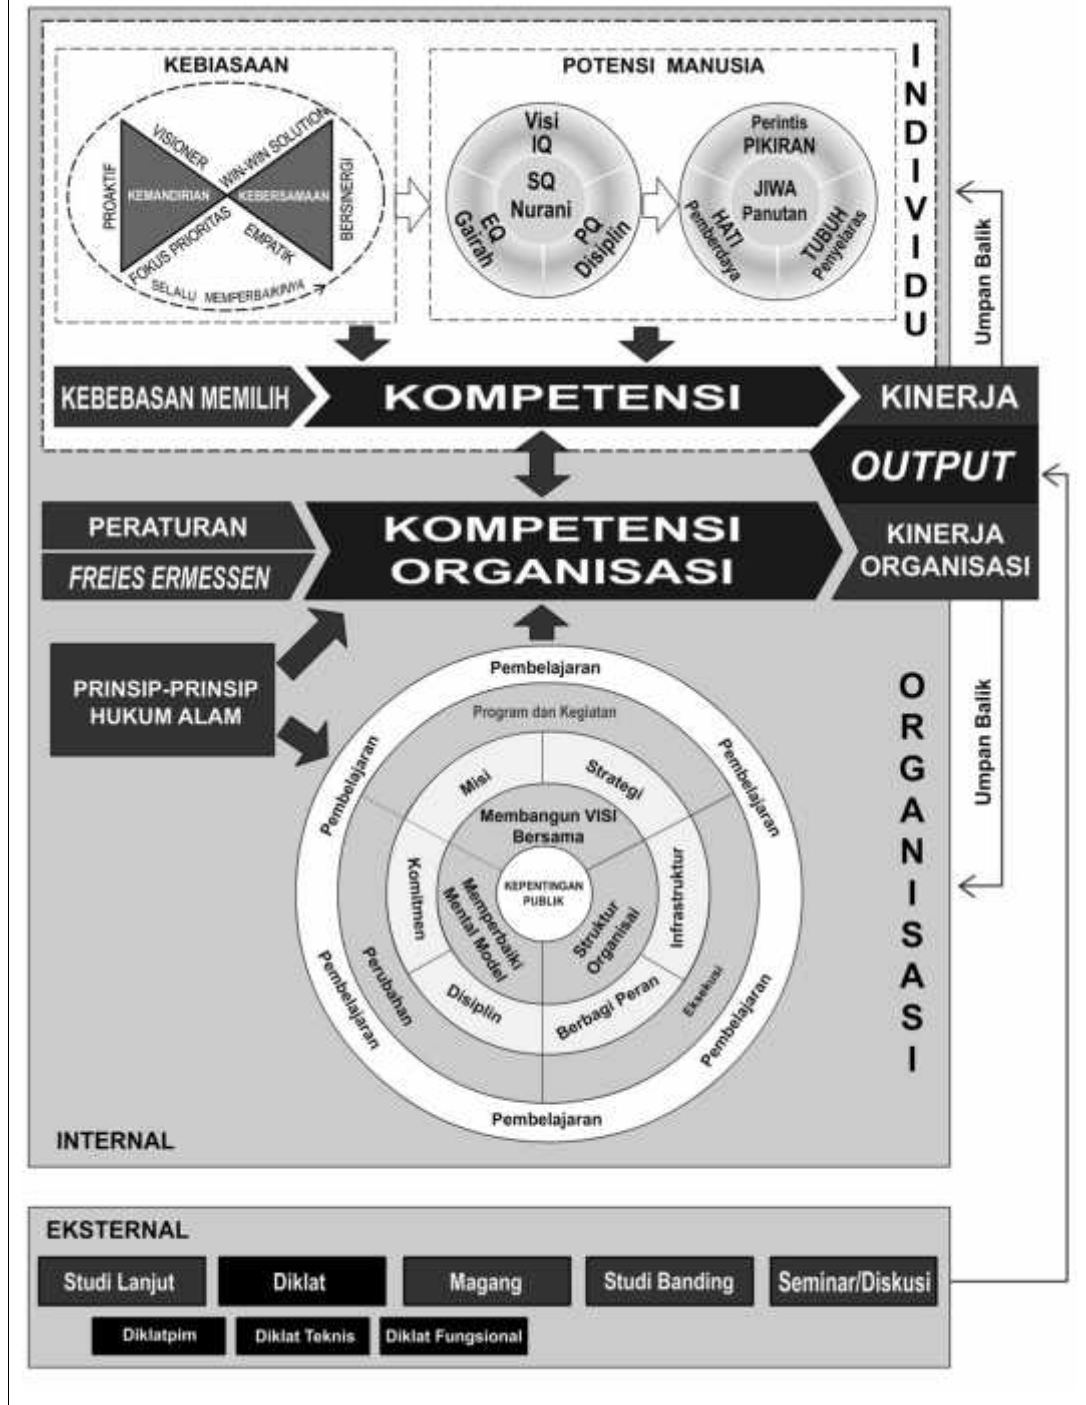 KEBIASAAN
PROAKTIF
VISIONER
WIN-WIN SOLUTION
KEMANDIRIAN
KEBERSAMAAN
BERSINERGI
FOKUS PRIORITAS
EMPATIK
SELALU MEMPERBAIKINYA
POTENSI MANUSIA
Visi
IQ
SQ
Nurani
EQ
Gairah
PQ
Disiplin
Perintis
PIKIRAN
JIWA
Panutan
HATI
Pemberdaya
TUBUH
Penyelaras
INDIVIDU
Umpan Balik
KEBEBASAN MEMILIH
KOMPETENSI
KINERJA
OUTPUT
PERATURAN
FREIES ERMESSEN
KOMPETENSI
ORGANISASI
KINERJA
ORGANISASI
PRINSIP-PRINSIP
HUKUM ALAM
Pembelajaran
Program dan Kegiatan
Pembelajaran
Pembelajaran
Misi
Strategi
Membangun VISI
Bersama
KEPENTINGAN
PUBLIK
Komitmen
Memperbaiki
Mental Model
Struktur
Organisai
Infrastruktur
Perubahan
Disiplin
Berbagi Peran
Eksekusi
Pembelajaran
Pembelajaran
Pembelajaran
ORGANISASI
Umpan Balik
INTERNAL
EKSTERNAL
Studi Lanjut
Diklat
Magang
Studi Banding
Seminar/Diskusi
Diklatpim
Diklat Teknis
Diklat Fungsional